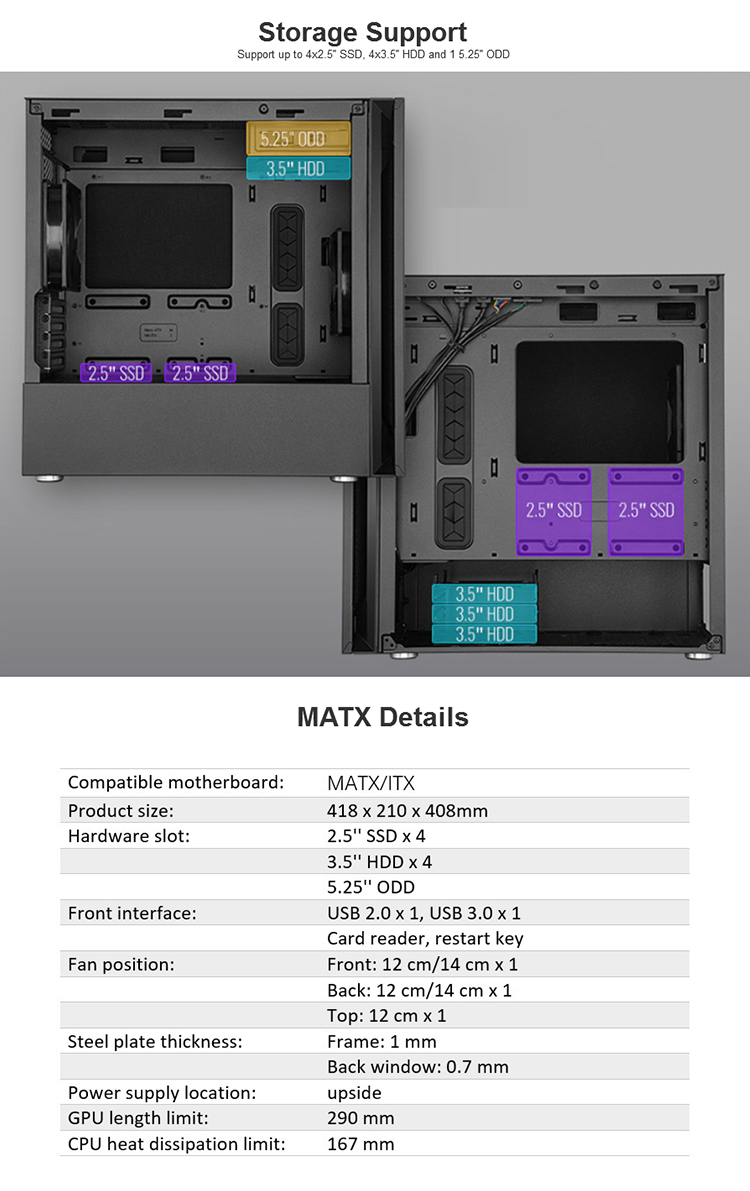 Storage Support
Support up to 4x2.5" SSD, 4x3.5" HDD and 1 5.25" ODD
5.25" ODD
3.5" HDD
2.5" SSD 2.5" SSD
2.5" SSD 2.5" SSD
3.5" HDD
3.5" HDD
3.5" HDD
MATX Details
Compatible motherboard: MATX/ITX
Product size: 418 x 210 x 408mm
Hardware slot: 2.5'' SSD x 4
3.5'' HDD x 4
5.25'' ODD
Front interface: USB 2.0 x 1, USB 3.0 x 1
Card reader, restart key
Fan position: Front: 12 cm/14 cm x 1
Back: 12 cm/14 cm x 1
Top: 12 cm x 1
Steel plate thickness: Frame: 1 mm
Back window: 0.7 mm
Power supply location: upside
GPU length limit: 290 mm
CPU heat dissipation limit: 167 mm